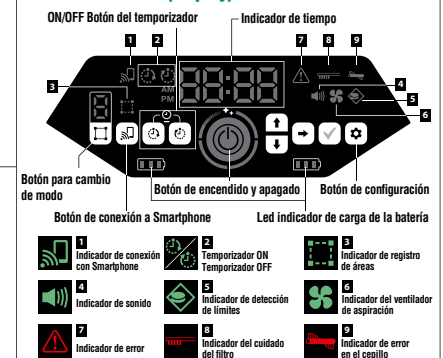 ON/OFF Botón del temporizador
Indicador de tiempo
1
2
7
8
9
3
4
5
6
AM
PM
88:88
8
Botón para cambio
de modo
Botón de encendido y apagado
Botón de configuración
Botón de conexión a Smartphone
Led indicador de carga de la batería
1
Indicador de conexión
con Smartphone
2
Temporizador ON
Temporizador OFF
3
Indicador de registro
de áreas
4
Indicador de sonido
5
Indicador de detección
de límites
6
Indicador del ventilador
de aspiración
7
Indicador de error
8
Indicador del cuidado
del filtro
9
Indicador de error
en el cepillo